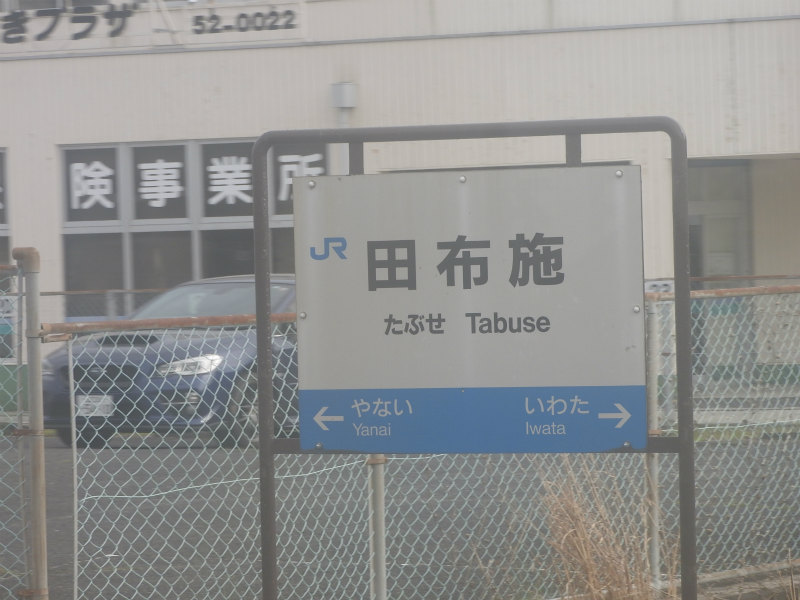 きプラザ 52-0022
険事業所
JR 田布施
たぶせ Tabuse
やない いわた
Yanai Iwata